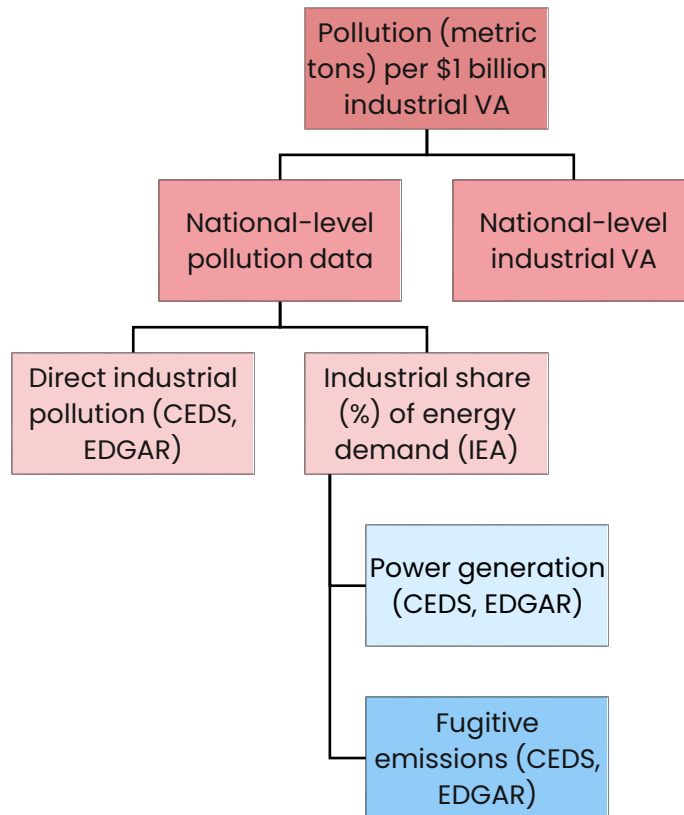 Pollution (metric
tons) per $1 billion
industrial VA
National-level
pollution data
National-level
industrial VA
Direct industrial
pollution (CEDS,
EDGAR)
Industrial share
(%) of energy
demand (IEA)
Power generation
(CEDS, EDGAR)
Fugitive
emissions (CEDS,
EDGAR)